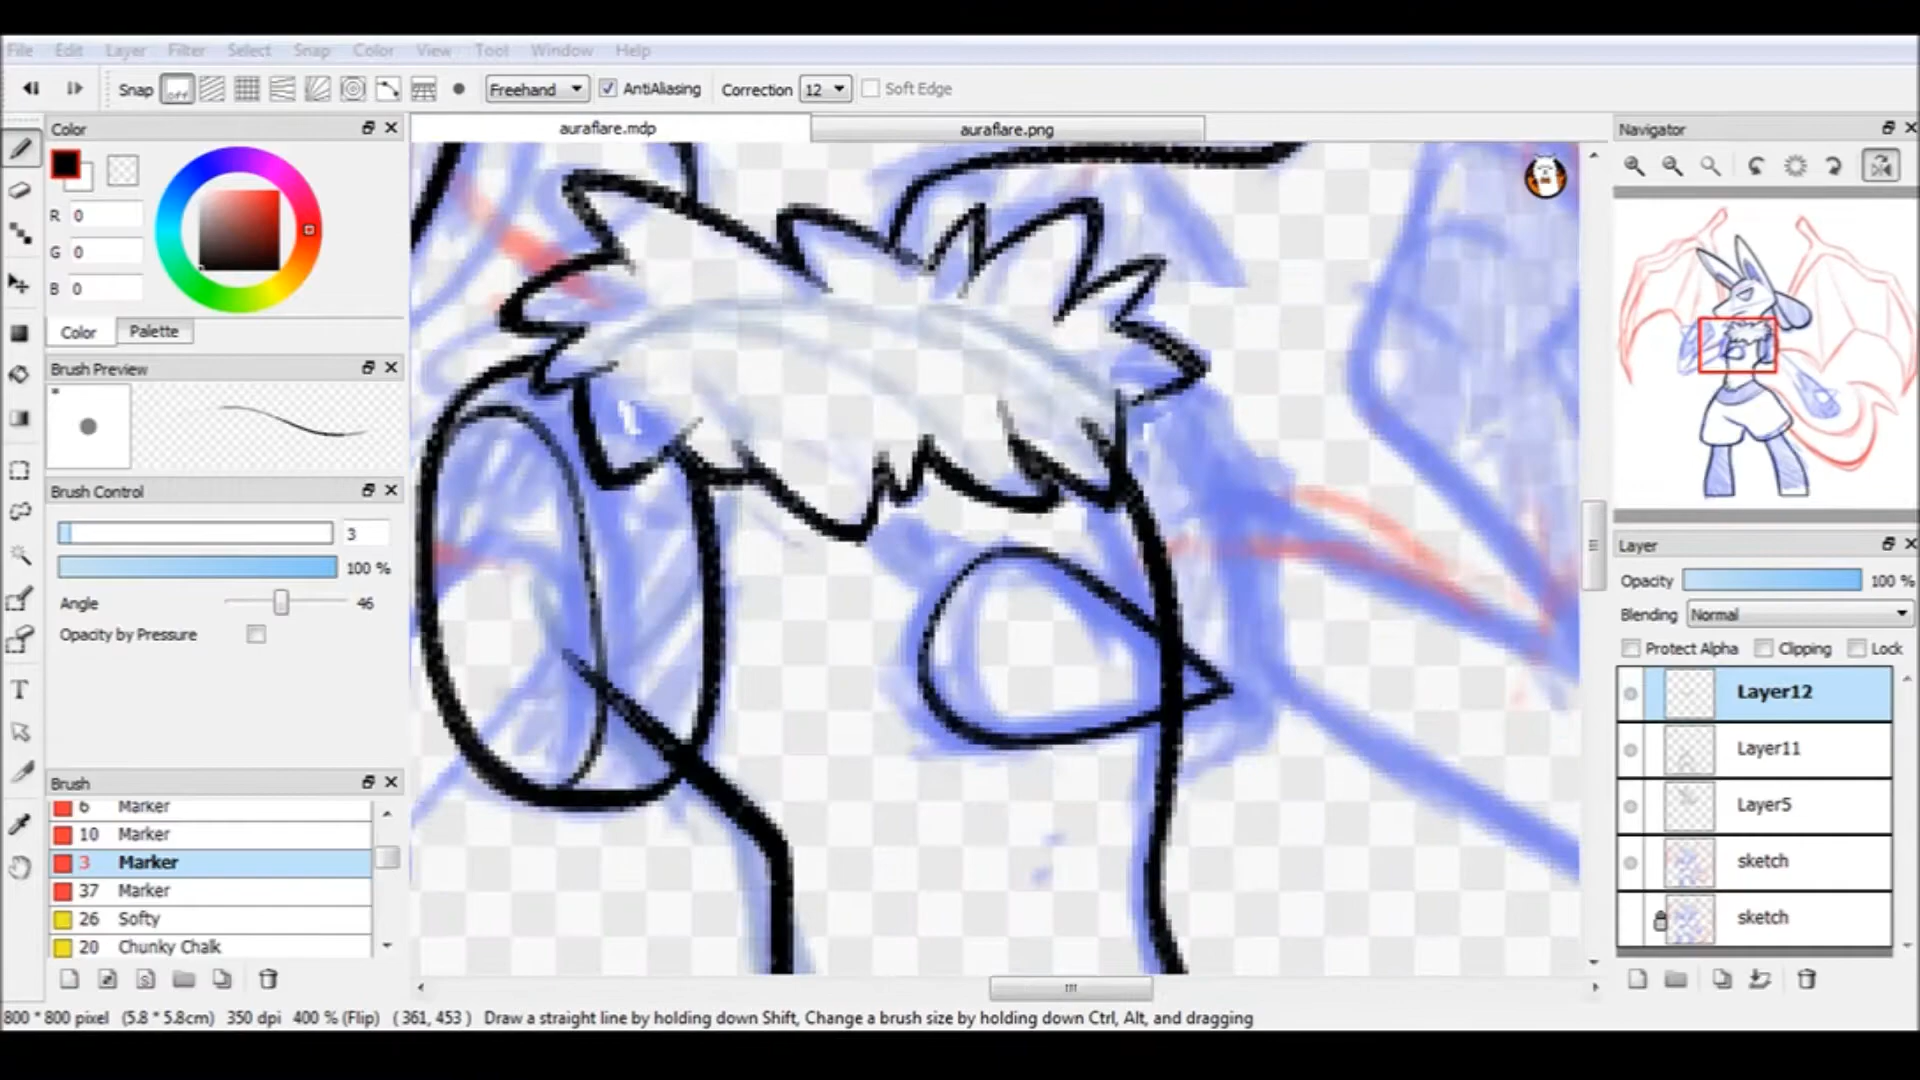 File Edit Layer Filter Select Snap Color View Tool Window Help
Snap off Freehand AntiAliasing Correction 12 Soft Edge
Color
R 0
G 0
B 0
Color Palette
Brush Preview
Brush Control
3
100 %
Angle 46
Opacity by Pressure
Brush
6 Marker
10 Marker
3 Marker
37 Marker
26 Softy
20 Chunky Chalk
auraflare.mdp auraflare.png
Navigator
Layer
Opacity 100 %
Blending Normal
Protect Alpha Clipping Lock
Layer12
Layer11
Layer5
sketch
sketch
800 * 800 pixel (5.8 * 5.8cm) 350 dpi 400 % (Flip) ( 361, 453 ) Draw a straight line by holding down Shift, Change a brush size by holding down Ctrl, Alt, and dragging